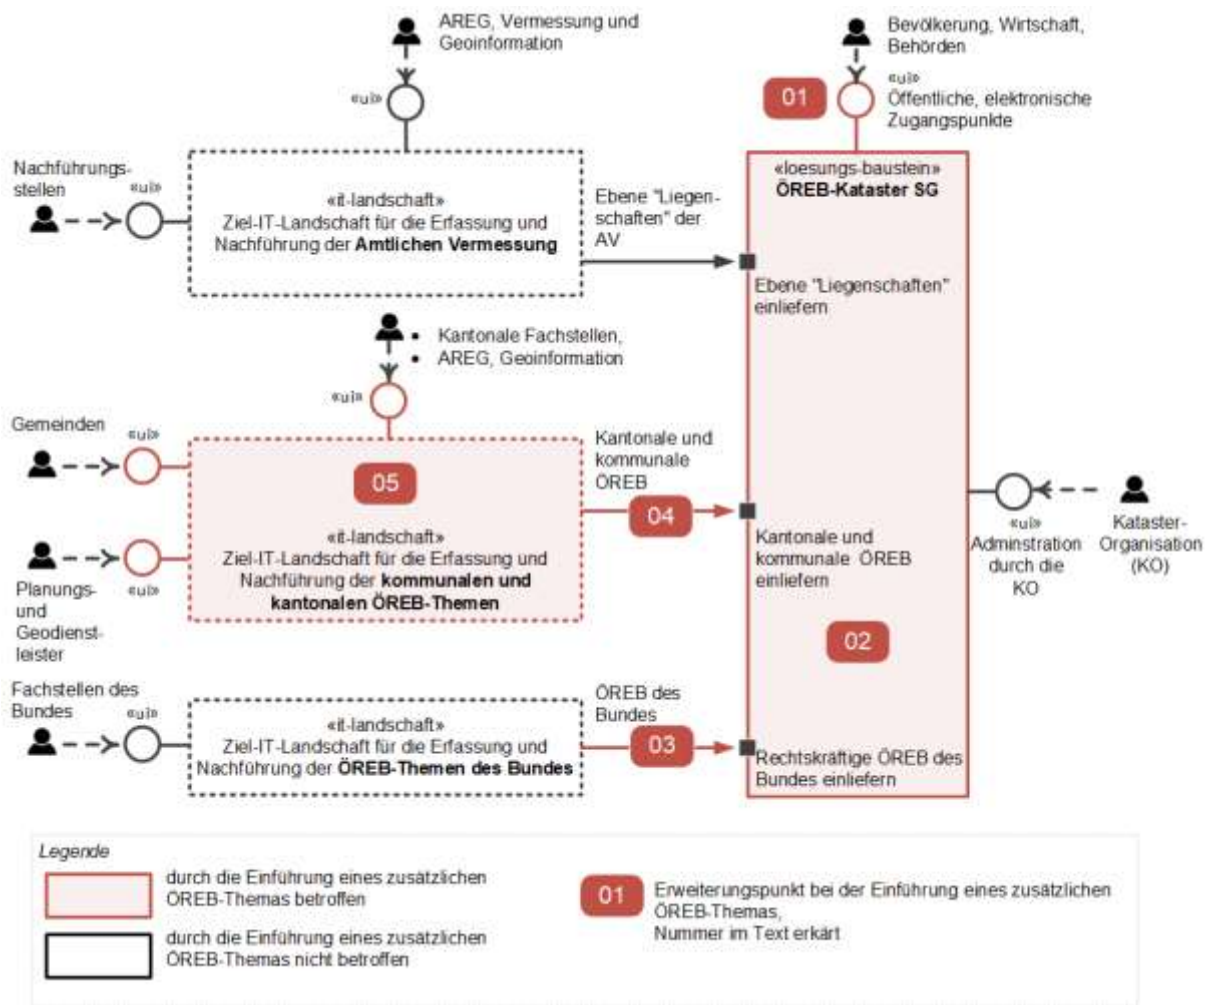 AREG, Vermessung und
Geoinformation
«ui»
Bevölkerung, Wirtschaft,
Behörden
01
«ui»
Öffentliche, elektronische
Zugangspunkte
Nachführungs-
stellen
«ui»
«it-landschaft»
Ziel-IT-Landschaft für die Erfassung und
Nachführung der Amtlichen Vermessung
Ebene "Liegen-
schaften" der
AV
«loesungs-baustein»
ÖREB-Kataster SG
Ebene "Liegenschaften"
einliefern
• Kantonale Fachstellen,
• AREG, Geoinformation
«ui»
Gemeinden
«ui»
05
«it-landschaft»
Ziel-IT-Landschaft für die Erfassung und
Nachführung der kommunalen und
kantonalen ÖREB-Themen
Kantonale und
kommunale
ÖREB
04
Kantonale und
kommunale ÖREB
einliefern
«ui»
Adminstration
durch die
KO
Kataster-
Organisation
(KO)
Planungs-
und
Geodienst-
leister
«ui»
02
Fachstellen des
Bundes
«ui»
«it-landschaft»
Ziel-IT-Landschaft für die Erfassung und
Nachführung der ÖREB-Themen des Bundes
ÖREB des
Bundes
03
Rechtskräftige ÖREB des
Bundes einliefern
Legende
durch die Einführung eines zusätzlichen
ÖREB-Themas betroffen
durch die Einführung eines zusätzlichen
ÖREB-Themas nicht betroffen
01
Erweiterungspunkt bei der Einführung eines zusätzlichen
ÖREB-Themas,
Nummer im Text erkärt